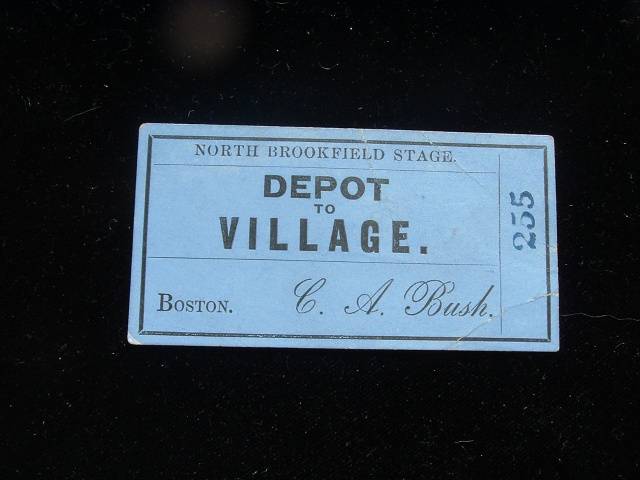 NORTH BROOKFIELD STAGE.
DEPOT
TO
VILLAGE.
BOSTON. C. A. Bush.
255